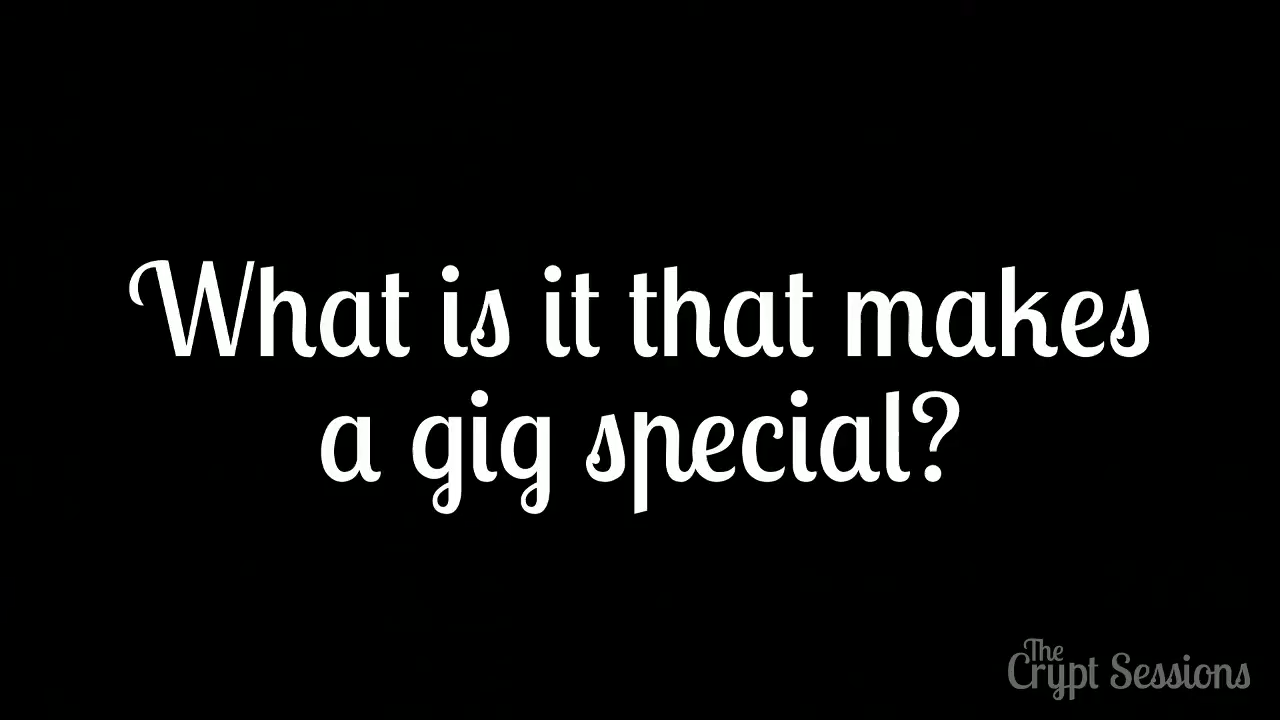 What is it that makes
a gig special?
The
Crypt Sessions